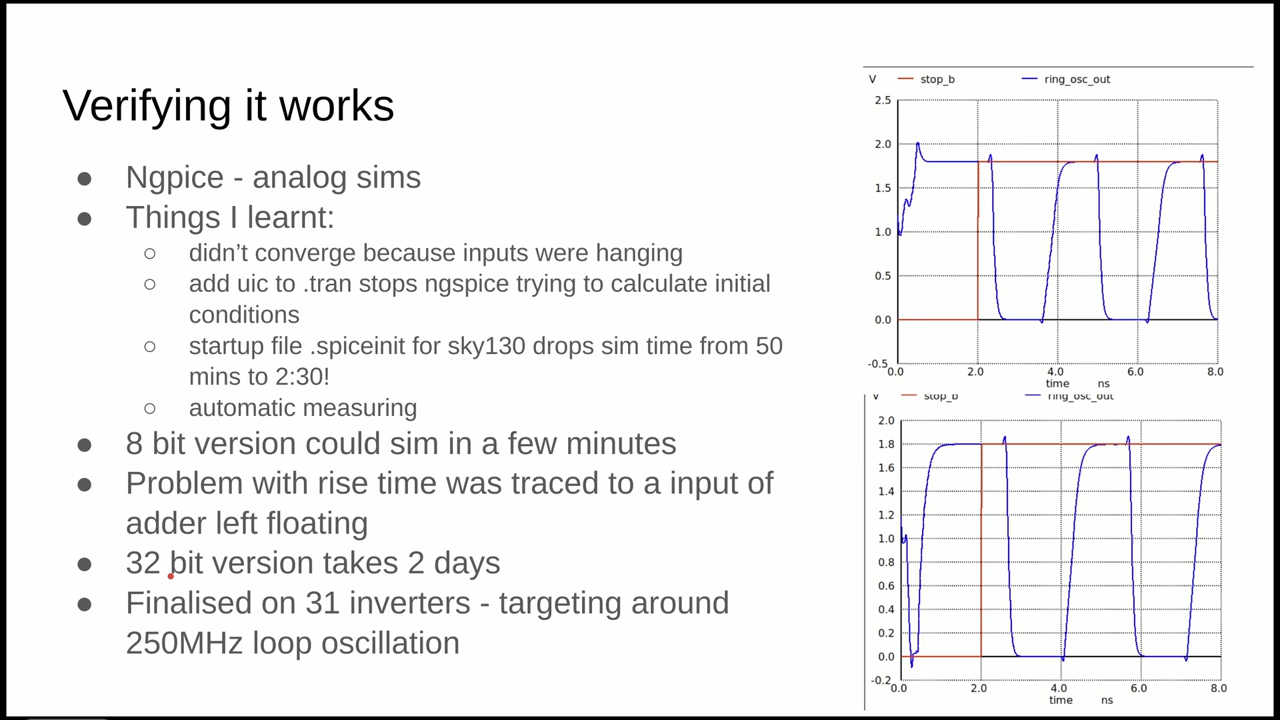 Verifying it works
● Ngpice - analog sims
● Things I learnt:
○ didn’t converge because inputs were hanging
○ add uic to .tran stops ngspice trying to calculate initial
conditions
○ startup file .spiceinit for sky130 drops sim time from 50
mins to 2:30!
○ automatic measuring
● 8 bit version could sim in a few minutes
● Problem with rise time was traced to a input of
adder left floating
● 32 bit version takes 2 days
● Finalised on 31 inverters - targeting around
250MHz loop oscillation
V stop_b ring_osc_out
2.5
2.0
1.5
1.0
0.5
0.0
-0.5
0.0 2.0 4.0 6.0 8.0
time ns
V stop_b ring_osc_out
2.0
1.8
1.6
1.4
1.2
1.0
0.8
0.6
0.4
0.2
0.0
-0.2
0.0 2.0 4.0 6.0 8.0
time ns